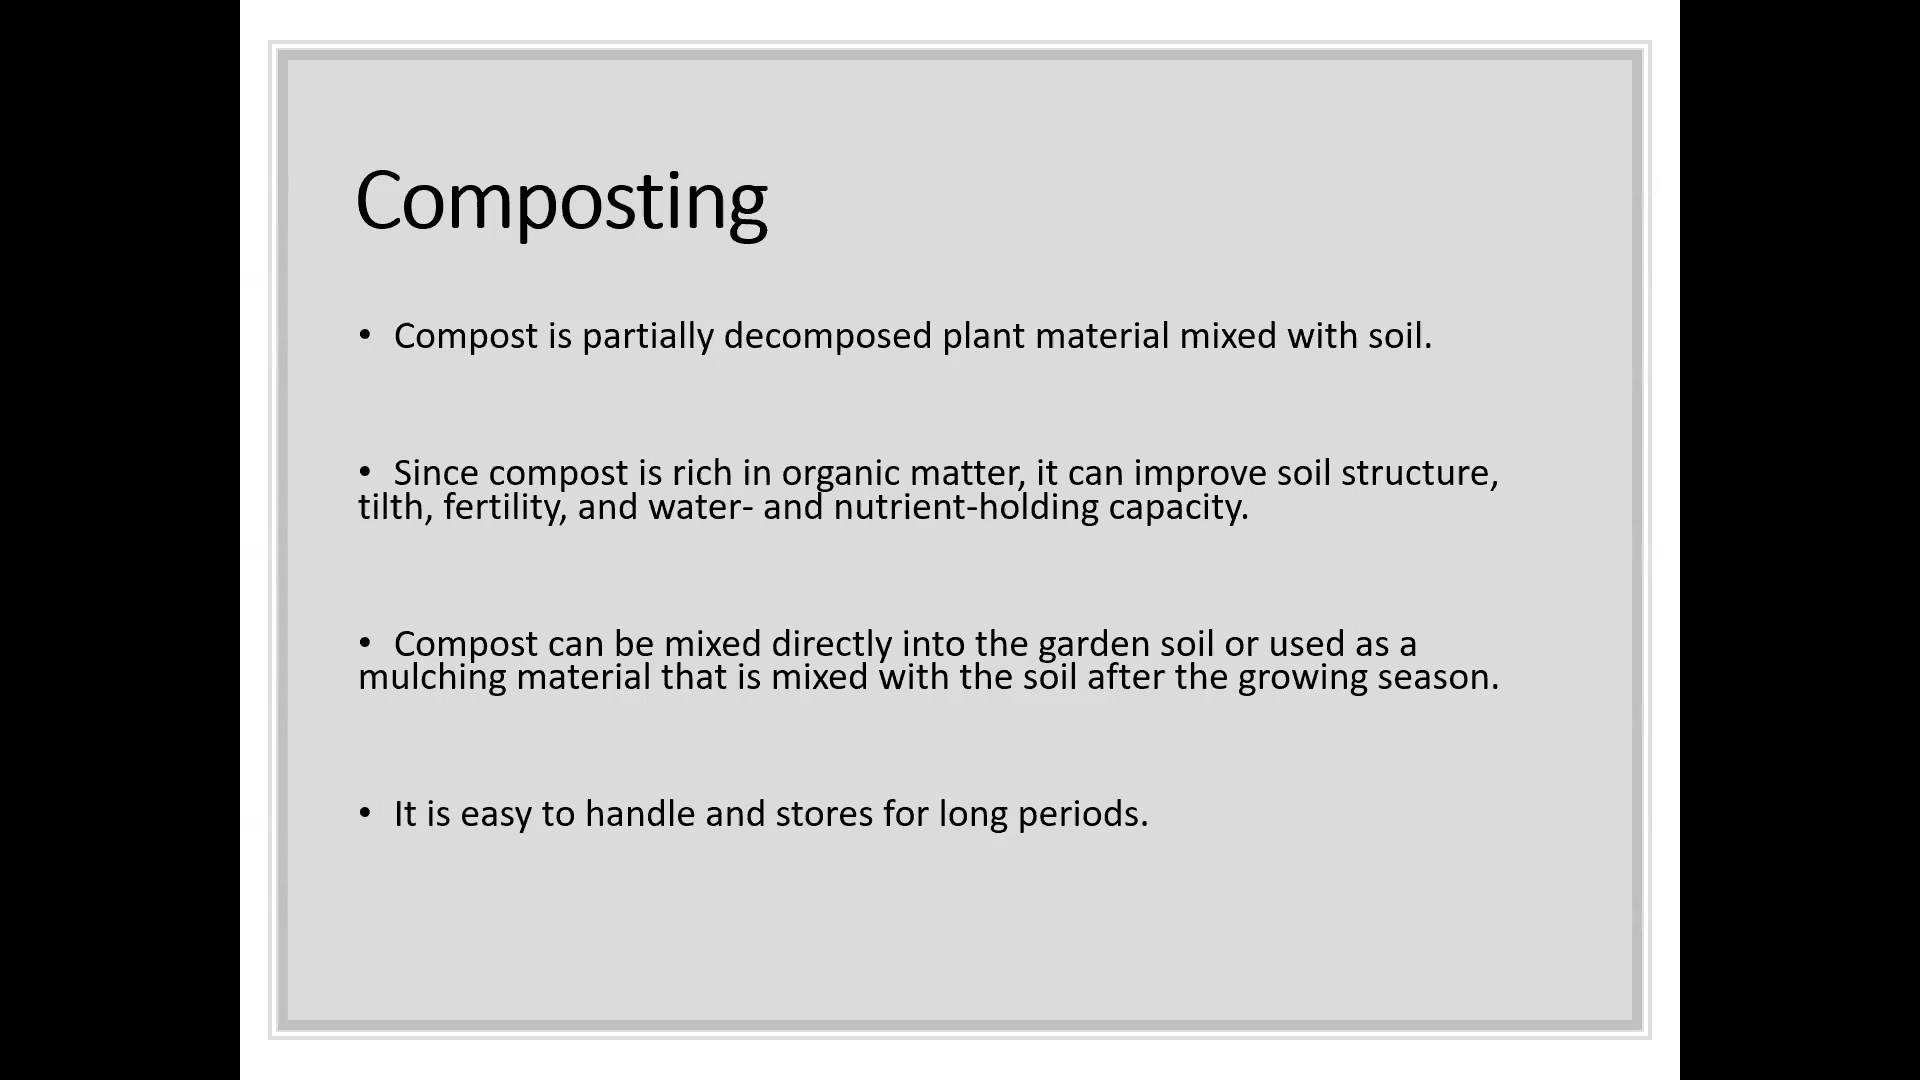 Composting
• Compost is partially decomposed plant material mixed with soil.
• Since compost is rich in organic matter, it can improve soil structure,
tilth, fertility, and water- and nutrient-holding capacity.
• Compost can be mixed directly into the garden soil or used as a
mulching material that is mixed with the soil after the growing season.
• It is easy to handle and stores for long periods.